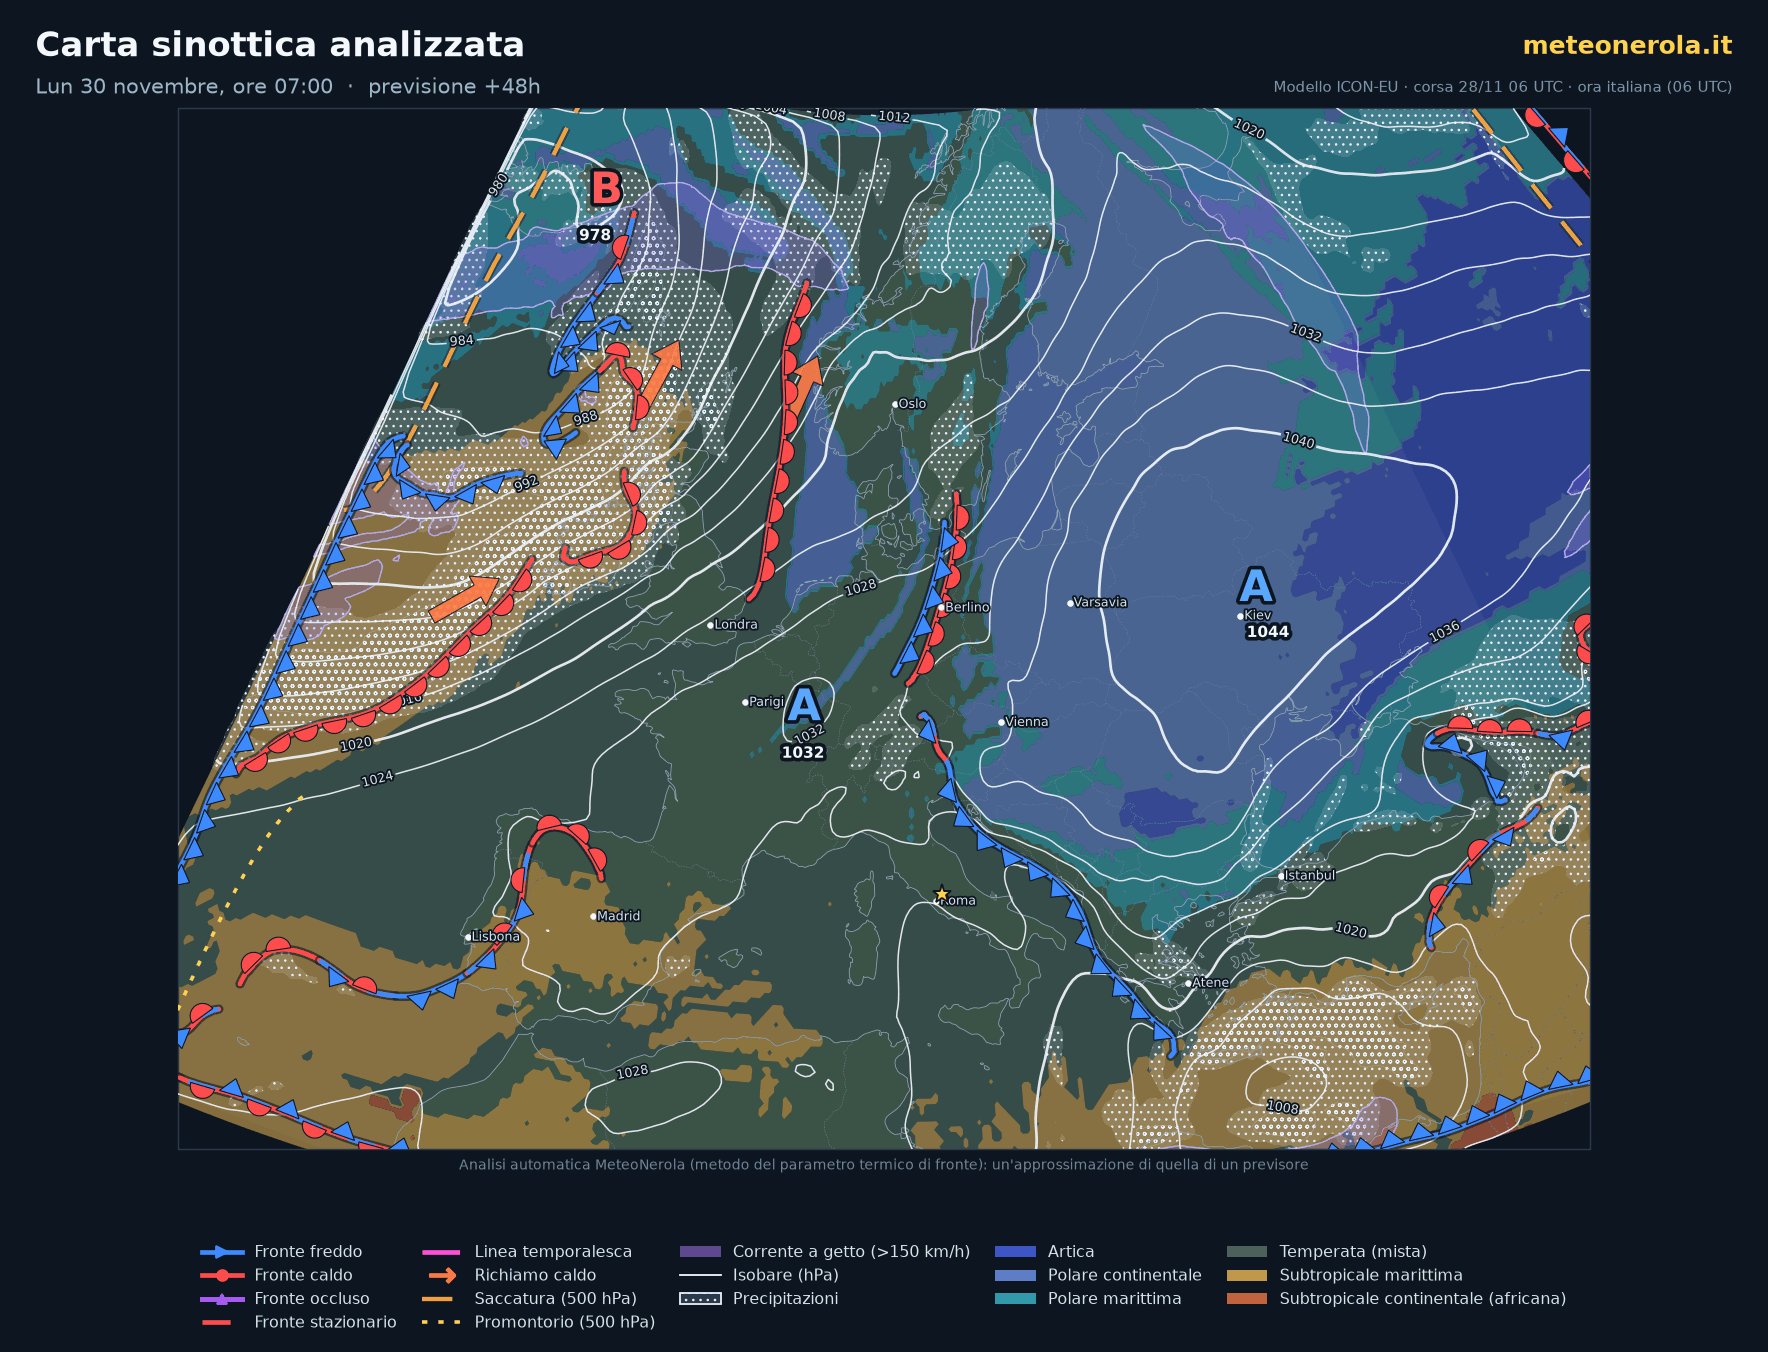 Carta sinottica analizzata
meteonerola.it
Lun 30 novembre, ore 07:00 · previsione +48h
Modello ICON-EU · corsa 28/11 06 UTC · ora italiana (06 UTC)
1004
1008
1012
1020
980
B
978
984
1032
988
Oslo
1040
992
1028
A
Berlino
Varsavia
Kiev
1044
Londra
1036
1016
Parigi
A
1032
1032
Vienna
1020
1024
Istanbul
Roma
Madrid
Lisbona
1020
Atene
1028
1008
Analisi automatica MeteoNerola (metodo del parametro termico di fronte): un'approssimazione di quella di un previsore
Fronte freddo
Fronte caldo
Fronte occluso
Fronte stazionario
Linea temporalesca
Richiamo caldo
Saccatura (500 hPa)
Promontorio (500 hPa)
Corrente a getto (>150 km/h)
Isobare (hPa)
Precipitazioni
Artica
Polare continentale
Polare marittima
Temperata (mista)
Subtropicale marittima
Subtropicale continentale (africana)